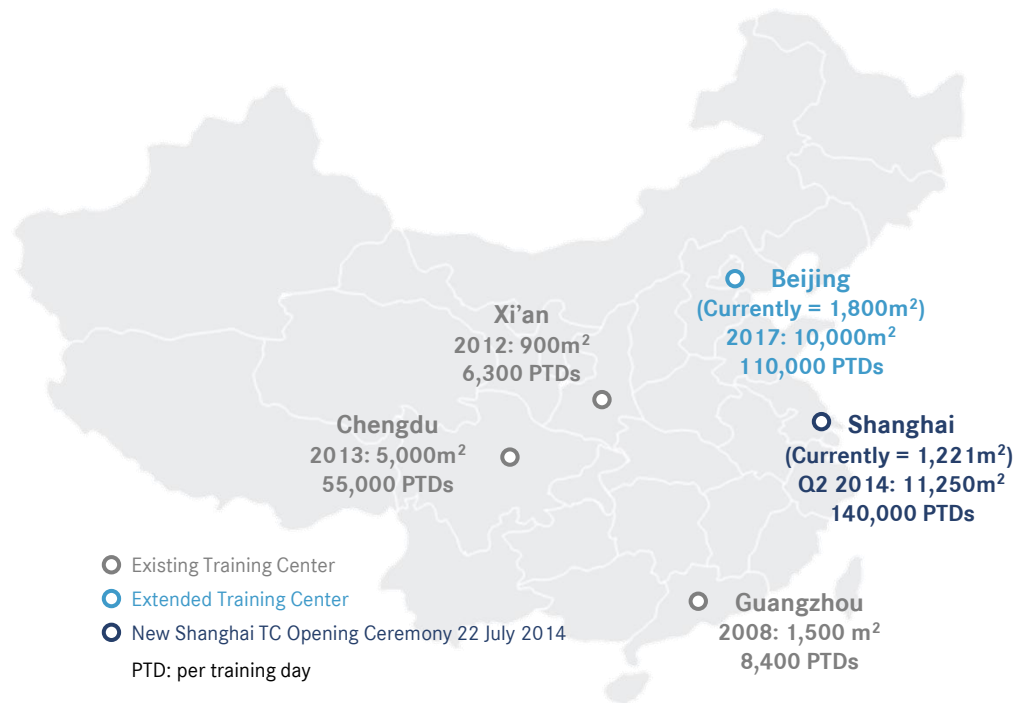 Beijing
(Currently = 1,800m²)
2017: 10,000m²
110,000 PTDs
Xi’an
2012: 900m²
6,300 PTDs
Chengdu
2013: 5,000m²
55,000 PTDs
Shanghai
(Currently = 1,221m²)
Q2 2014: 11,250m²
140,000 PTDs
Existing Training Center
Extended Training Center
New Shanghai TC Opening Ceremony 22 July 2014
PTD: per training day
Guangzhou
2008: 1,500 m²
8,400 PTDs